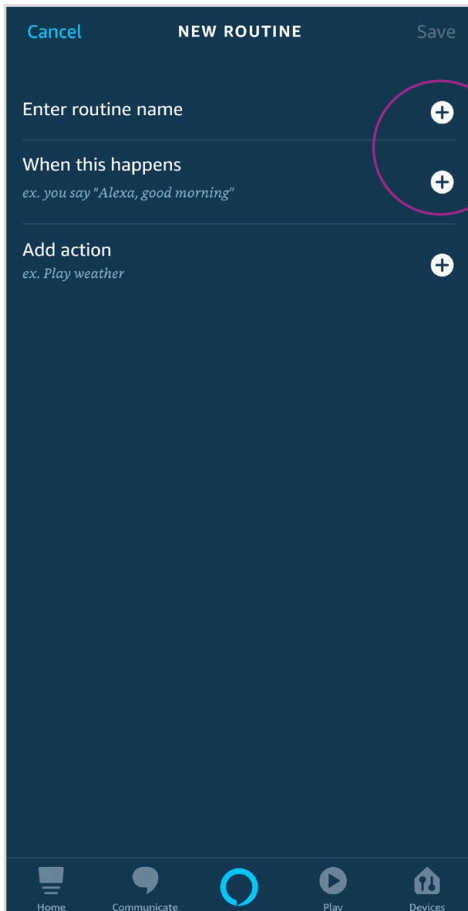 Cancel NEW ROUTINE Save
Enter routine name
When this happens
ex. you say "Alexa, good morning"
Add action
ex. Play weather
Home Communicate Play Devices